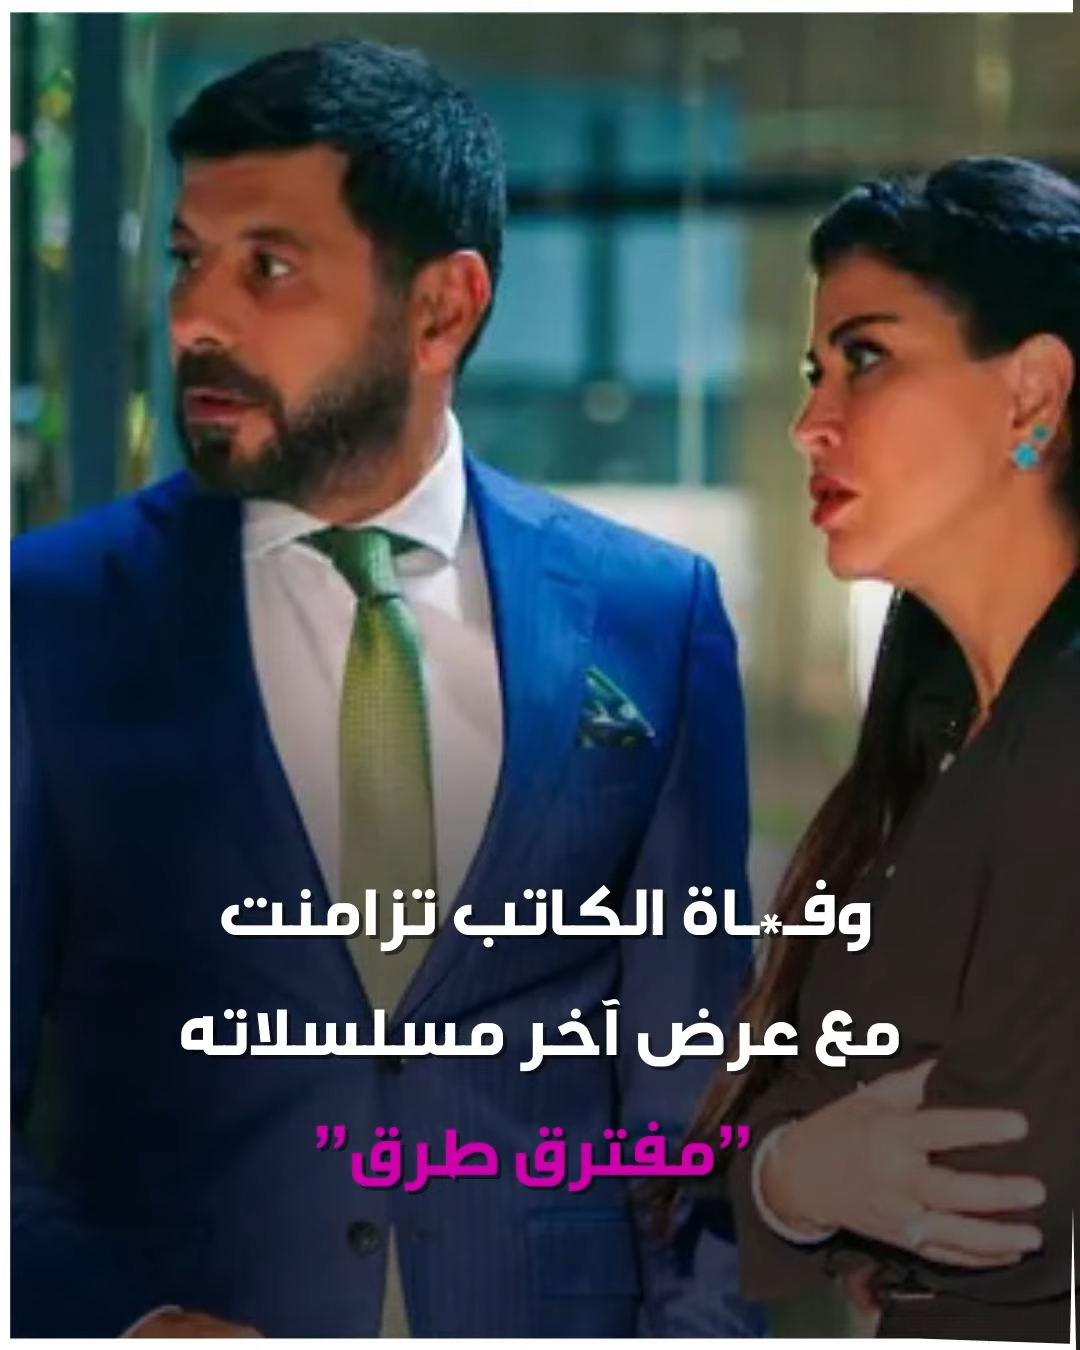 وفـ*ـاة الكاتب تزامنت
مع عرض آخر مسلسلاته
”مفترق طرق”